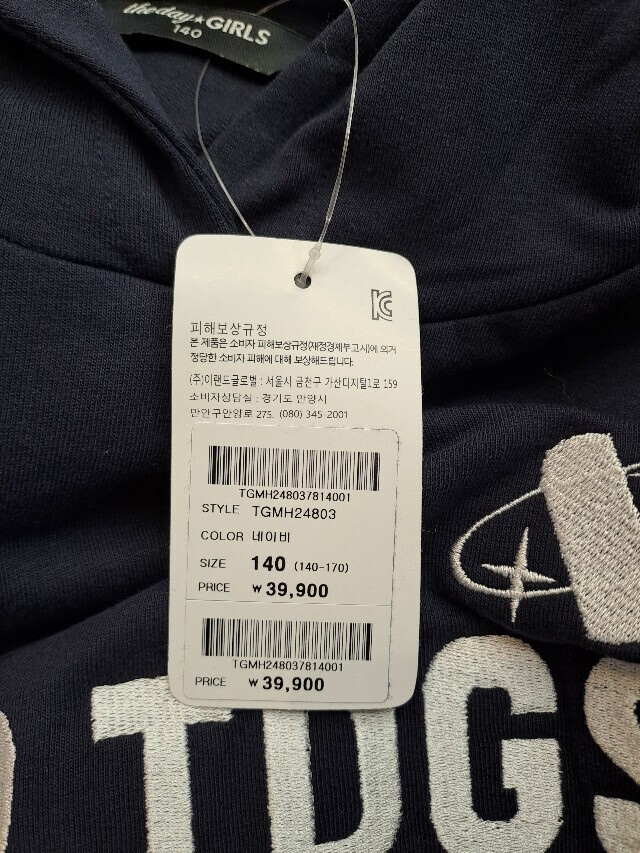 theday★GIRLS
140
피해보상규정
본 제품은 소비자 피해보상규정(재정경제부고시)에 의거
정당한 소비자 피해에 대해 보상해드립니다.
(주)이랜드글로벌 : 서울시 금천구 가산디지털1로 159
소비자상담실 : 경기도 안양시
만안구안양로 275. (080) 345-2001
TGMH248037814001
STYLE TGMH24803
COLOR 네이비
SIZE 140 (140-170)
PRICE ₩39,900
TGMH248037814001
PRICE ₩39,900
TDGS